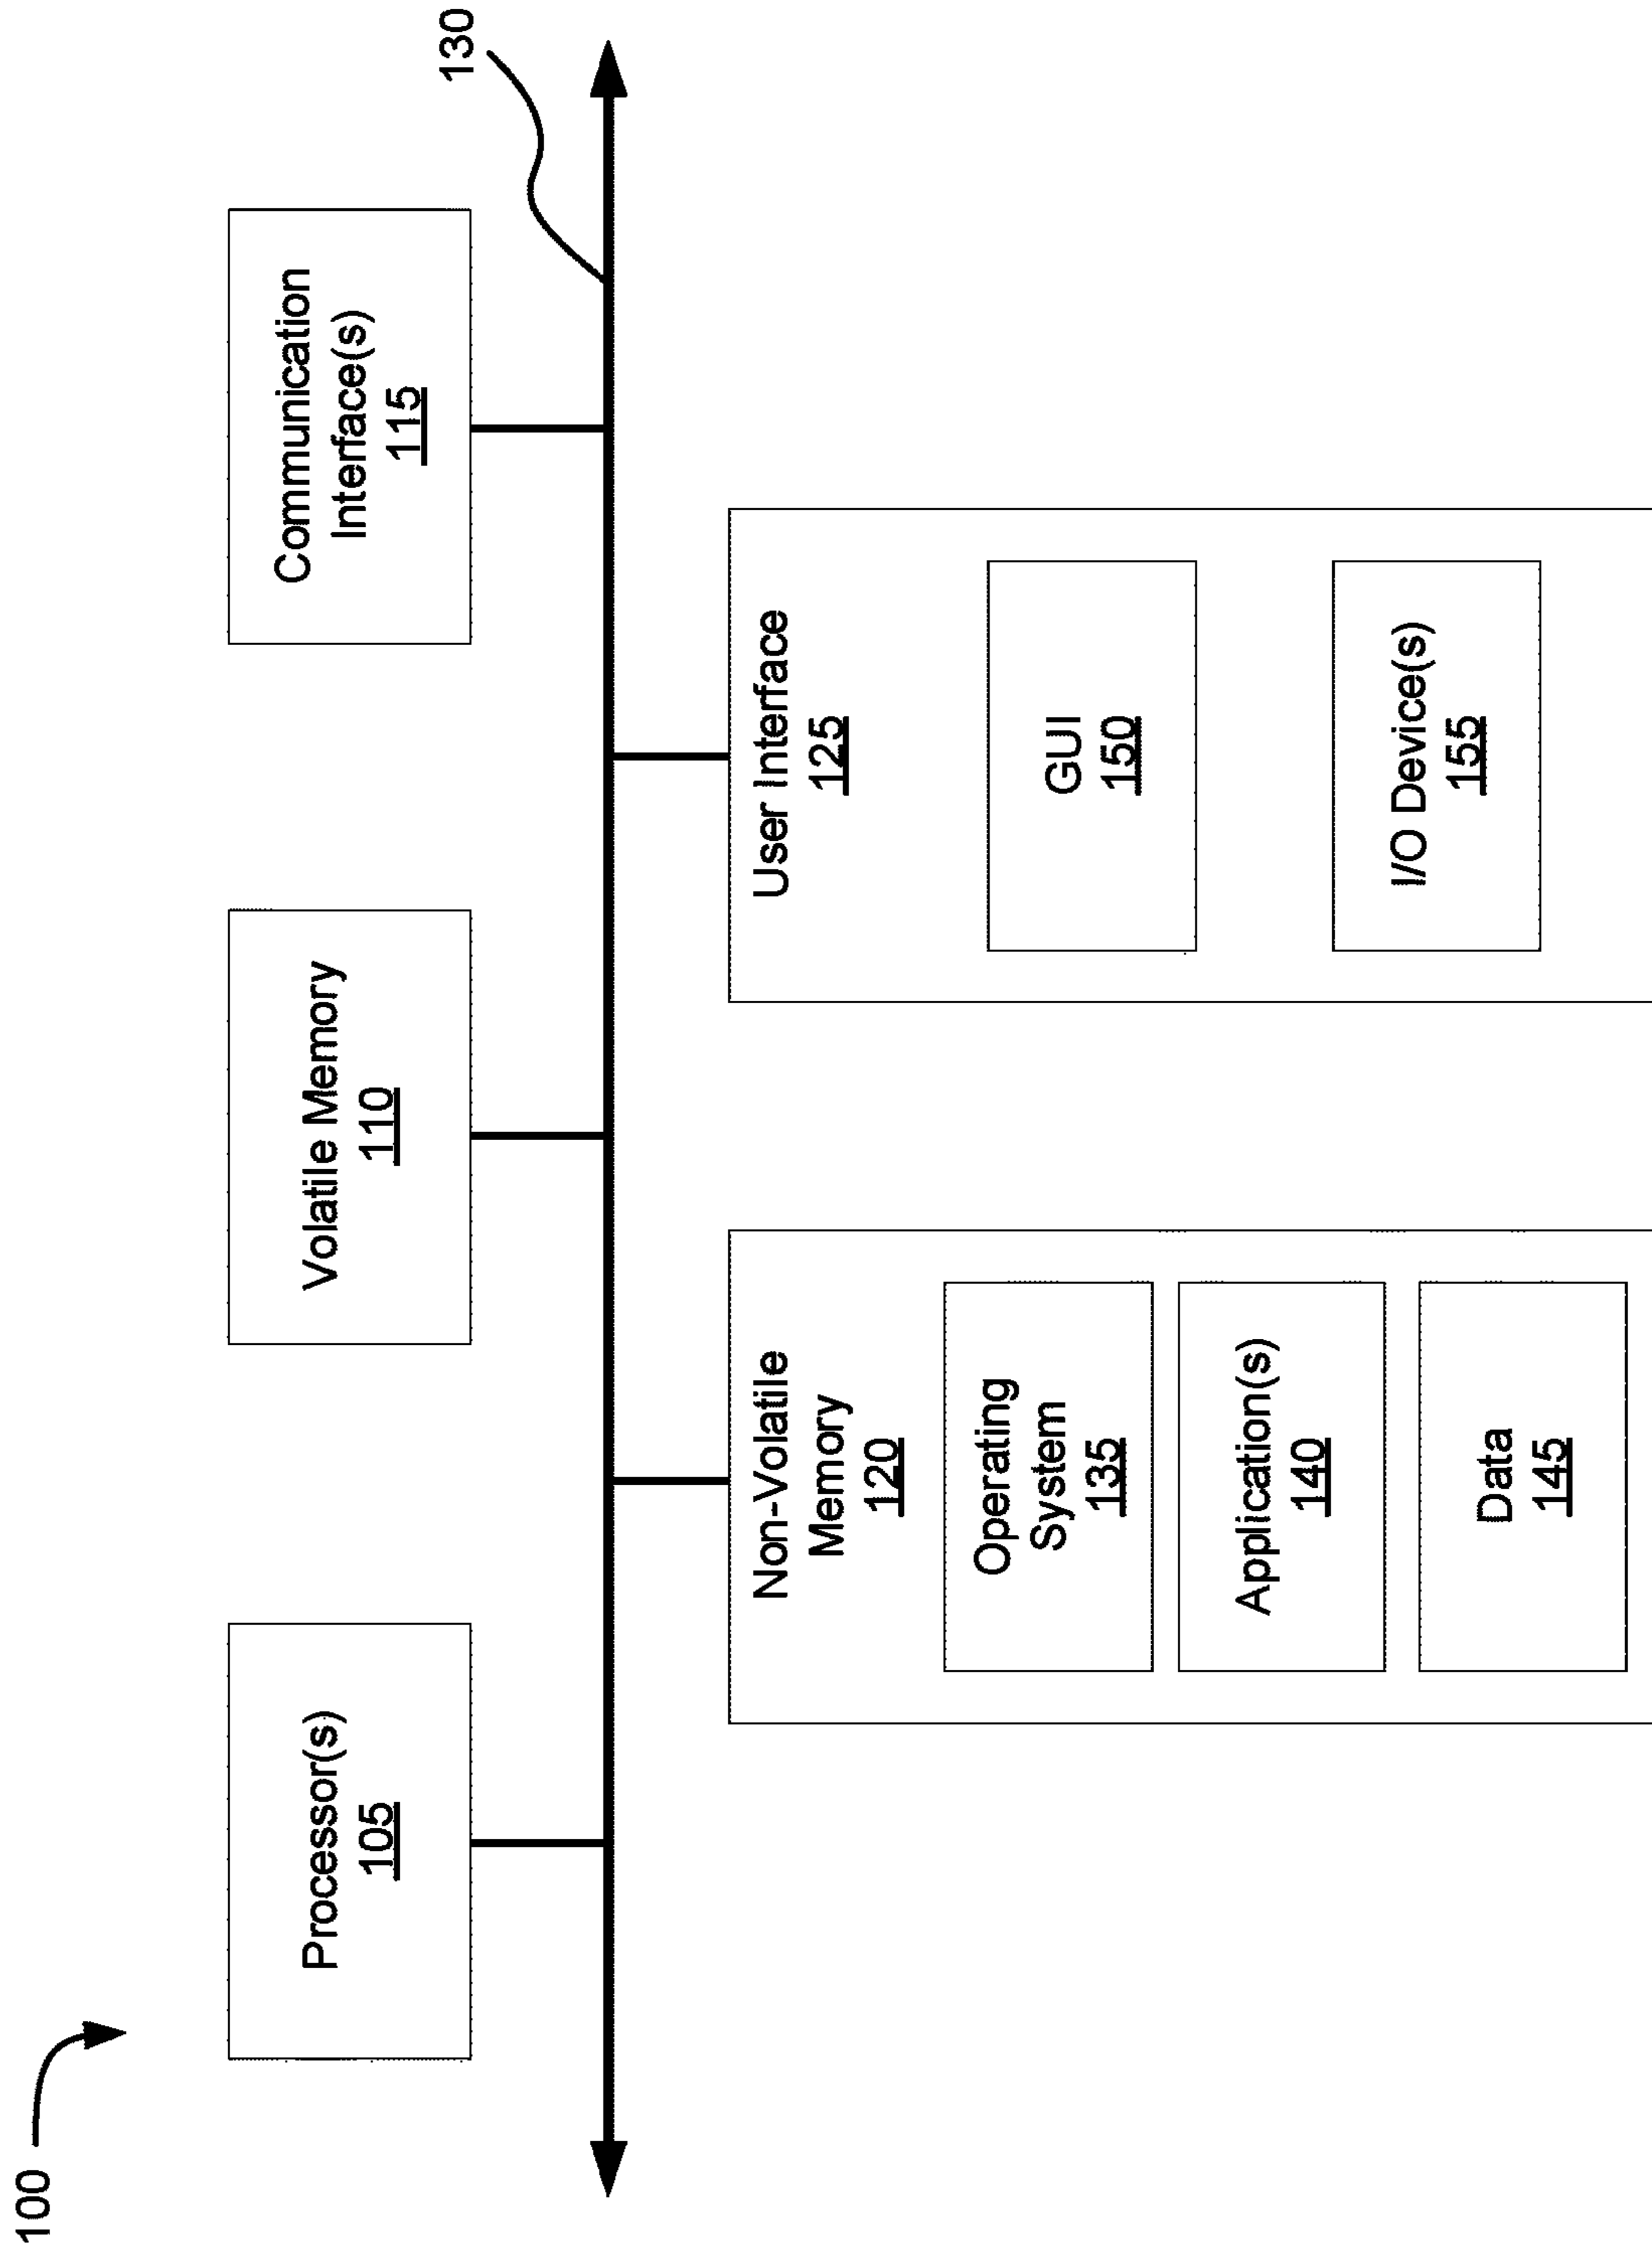 100
Processor(s)
105
Volatile Memory
110
Communication
Interface(s)
115
130
Non-Volatile
Memory
120
Operating
System
135
Application(s)
140
Data
145
User Interface
125
GUI
150
I/O Device(s)
155